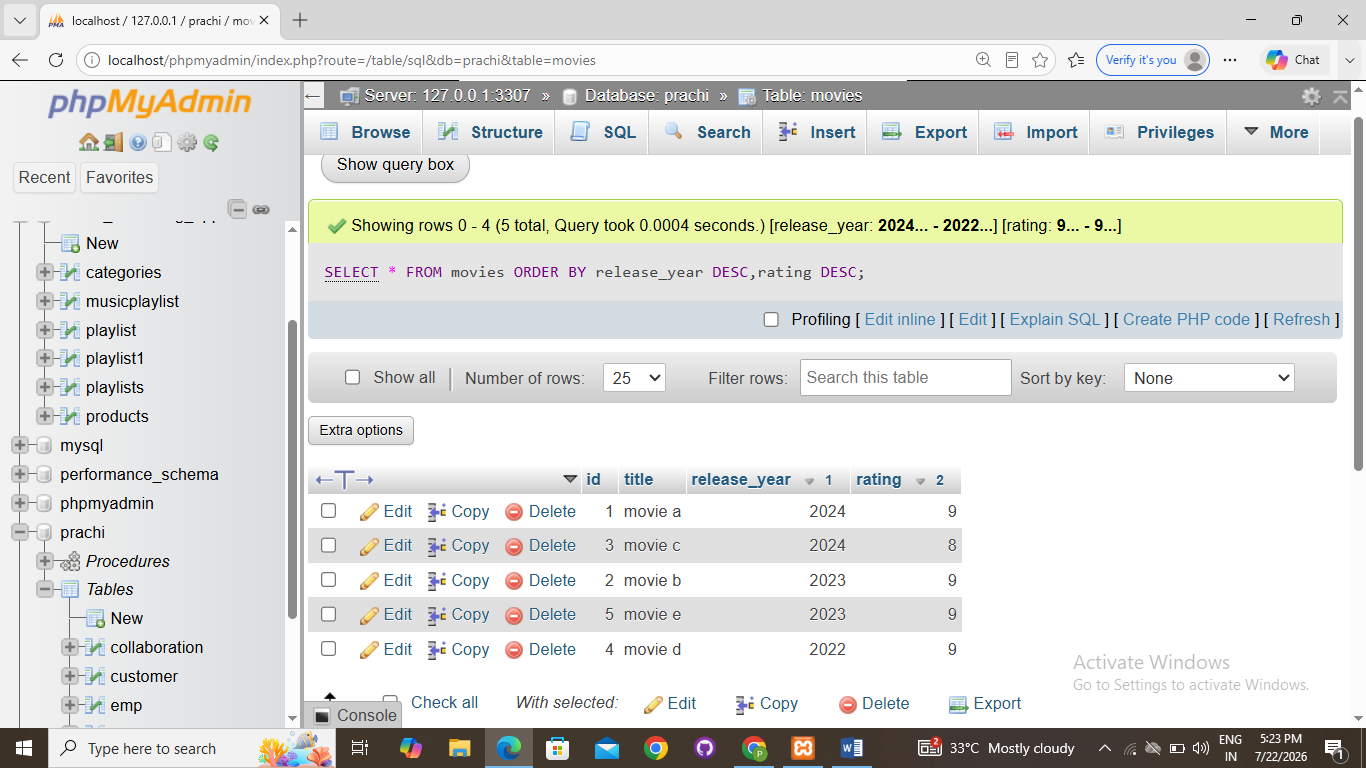 localhost / 127.0.0.1 / prachi / mov
localhost/phpmyadmin/index.php?route=/table/sql&db=prachi&table=movies
Verify it's you
Chat
phpMyAdmin
Recent
Favorites
New
categories
musicplaylist
playlist
playlist1
playlists
products
mysql
performance_schema
phpmyadmin
prachi
Procedures
Tables
New
collaboration
customer
emp
Server: 127.0.0.1:3307 » Database: prachi » Table: movies
Browse Structure SQL Search Insert Export Import Privileges More
Show query box
Showing rows 0 - 4 (5 total, Query took 0.0004 seconds.) [release_year: 2024... - 2022...] [rating: 9... - 9...]
SELECT * FROM movies ORDER BY release_year DESC,rating DESC;
Profiling [ Edit inline ] [ Edit ] [ Explain SQL ] [ Create PHP code ] [ Refresh ]
Show all Number of rows: 25 Filter rows: Search this table Sort by key: None
Extra options
id title release_year 1 rating 2
Edit Copy Delete 1 movie a 2024 9
Edit Copy Delete 3 movie c 2024 8
Edit Copy Delete 2 movie b 2023 9
Edit Copy Delete 5 movie e 2023 9
Edit Copy Delete 4 movie d 2022 9
Check all With selected: Edit Copy Delete Export
Console
Activate Windows
Go to Settings to activate Windows.
Type here to search
2
33°C Mostly cloudy
ENG
IN
5:23 PM
7/22/2026
1